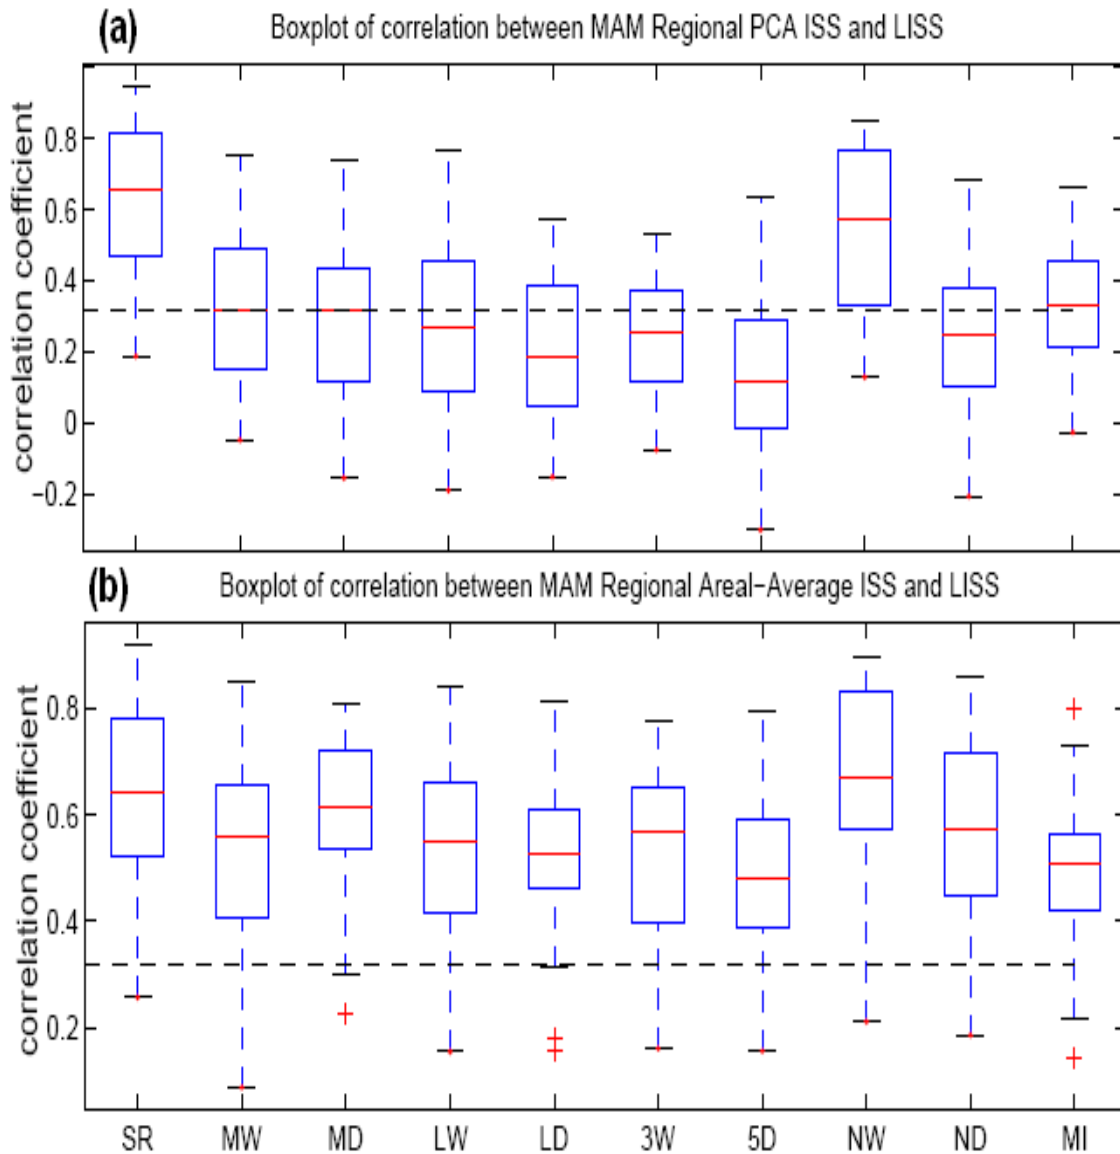 (a) Boxplot of correlation between MAM Regional PCA ISS and LISS
correlation coefficient
0.8
0.6
0.4
0.2
0
−0.2
(b) Boxplot of correlation between MAM Regional Areal−Average ISS and LISS
correlation coefficient
0.8
0.6
0.4
0.2
SR MW MD LW LD 3W 5D NW ND MI